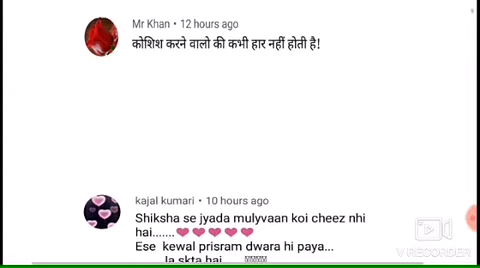 Mr Khan • 12 hours ago
कोशिश करने वालो की कभी हार नहीं होती है!
kajal kumari • 10 hours ago
Shiksha se jyada mulyvaan koi cheez nhi
hai.......❤❤❤❤❤
Ese kewal prisram dwara hi paya...
Ja skta hai
V RECORDER